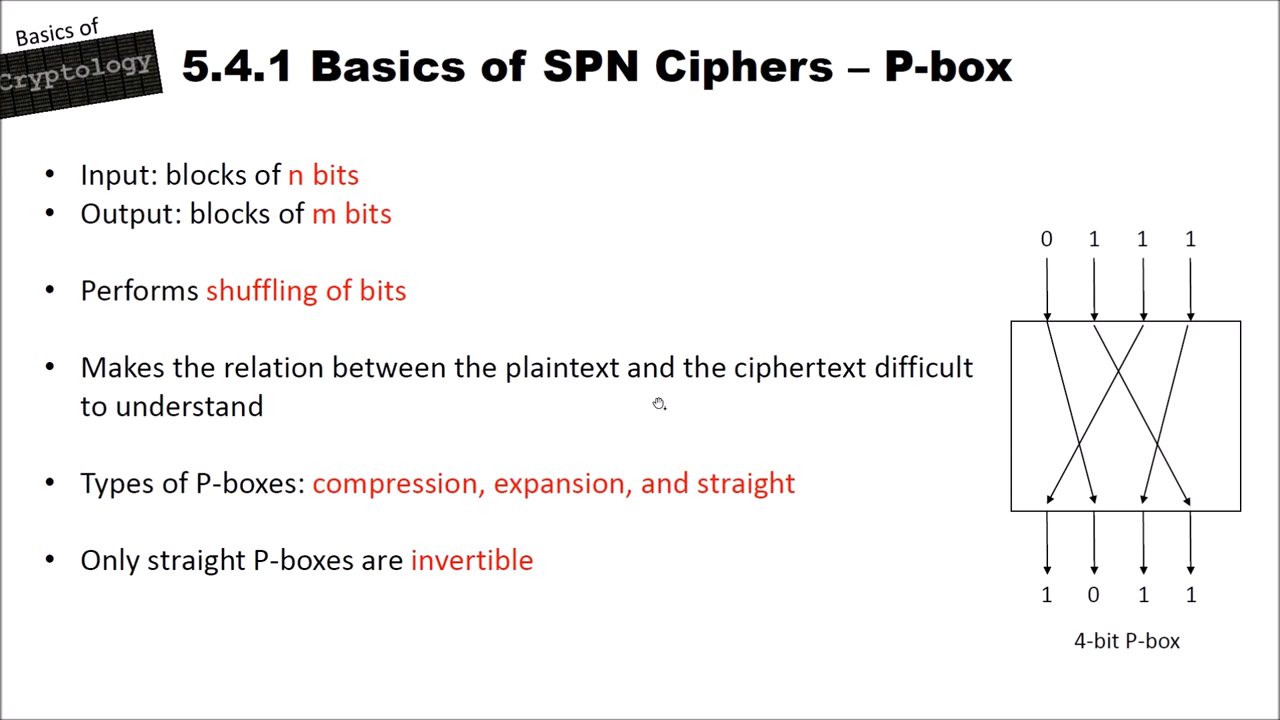 Basics of
Cryptology
5.4.1 Basics of SPN Ciphers – P-box
• Input: blocks of n bits
• Output: blocks of m bits
• Performs shuffling of bits
• Makes the relation between the plaintext and the ciphertext difficult
to understand
• Types of P-boxes: compression, expansion, and straight
• Only straight P-boxes are invertible
0 1 1 1
1 0 1 1
4-bit P-box